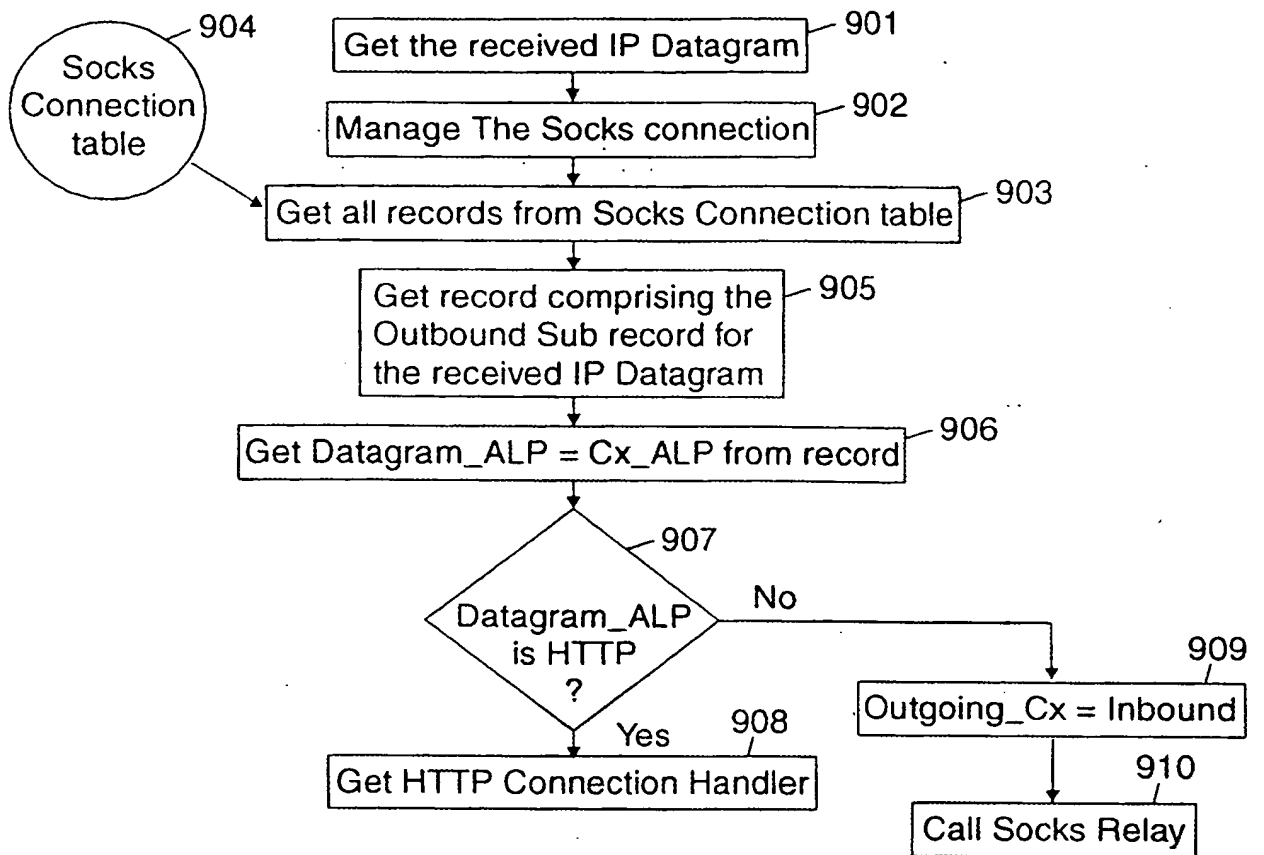 904
Socks
Connection
table
Get the received IP Datagram
901
Manage The Socks connection
902
Get all records from Socks Connection table
903
Get record comprising the
Outbound Sub record for
the received IP Datagram
905
Get Datagram_ALP = Cx_ALP from record
906
907
Datagram_ALP
is HTTP
?
No
Yes
908
Get HTTP Connection Handler
909
Outgoing_Cx = Inbound
910
Call Socks Relay